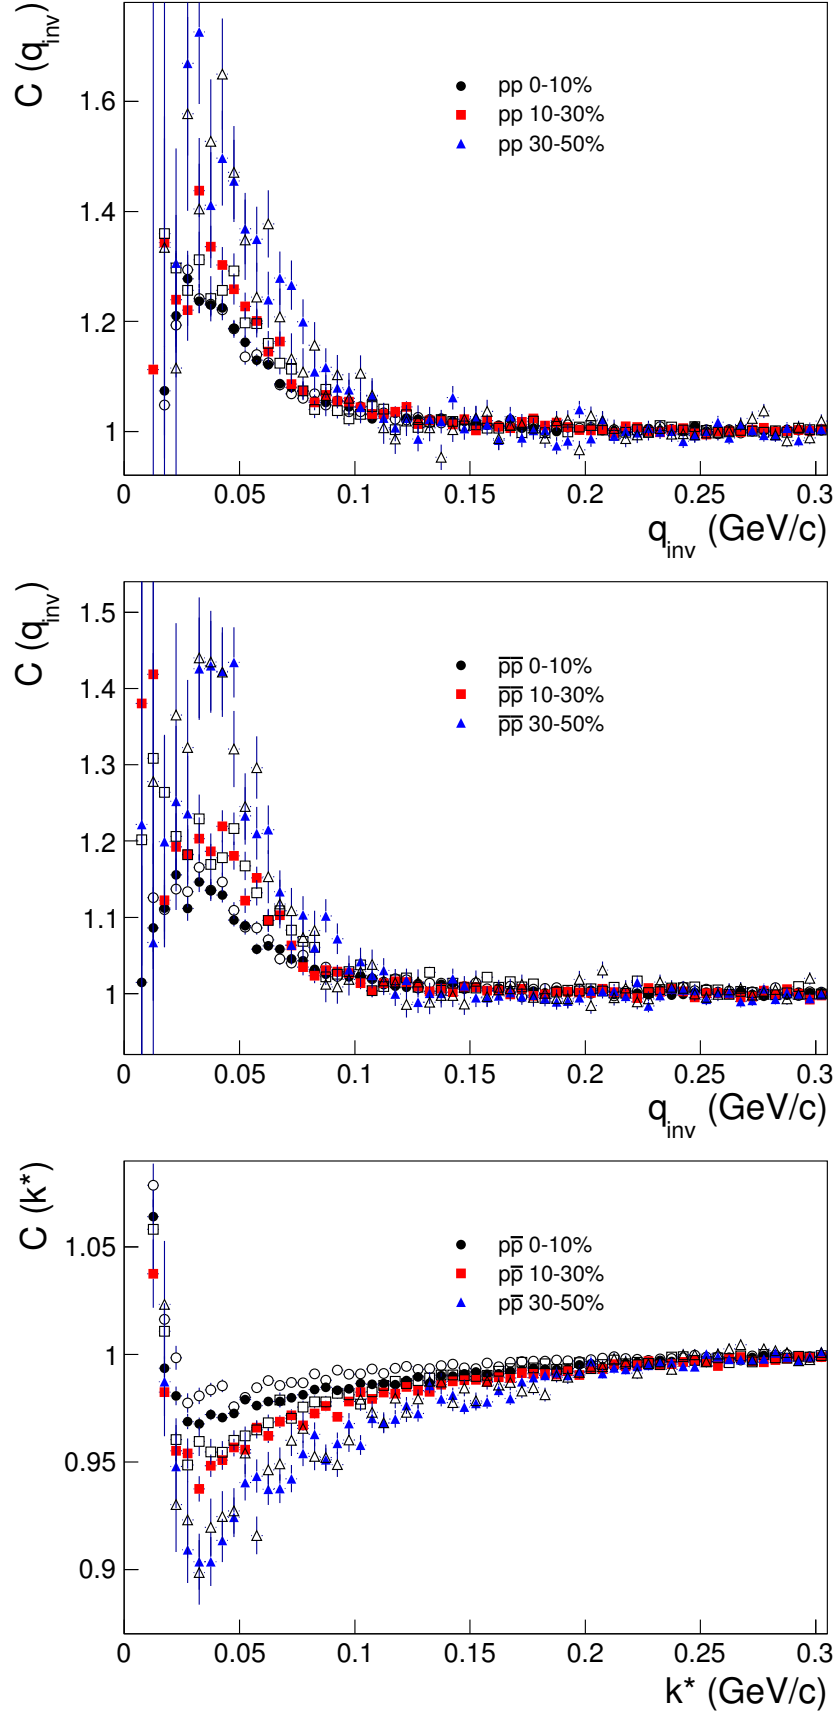 C (q_inv)
1.6
1.4
1.2
1
pp 0-10%
pp 10-30%
pp 30-50%
0 0.05 0.1 0.15 0.2 0.25 0.3
q_inv (GeV/c)
C (q_inv)
1.5
1.4
1.3
1.2
1.1
1
p̅p̅ 0-10%
p̅p̅ 10-30%
p̅p̅ 30-50%
0 0.05 0.1 0.15 0.2 0.25 0.3
q_inv (GeV/c)
C (k*)
1.05
1
0.95
0.9
pp̅ 0-10%
pp̅ 10-30%
pp̅ 30-50%
0 0.05 0.1 0.15 0.2 0.25 0.3
k* (GeV/c)